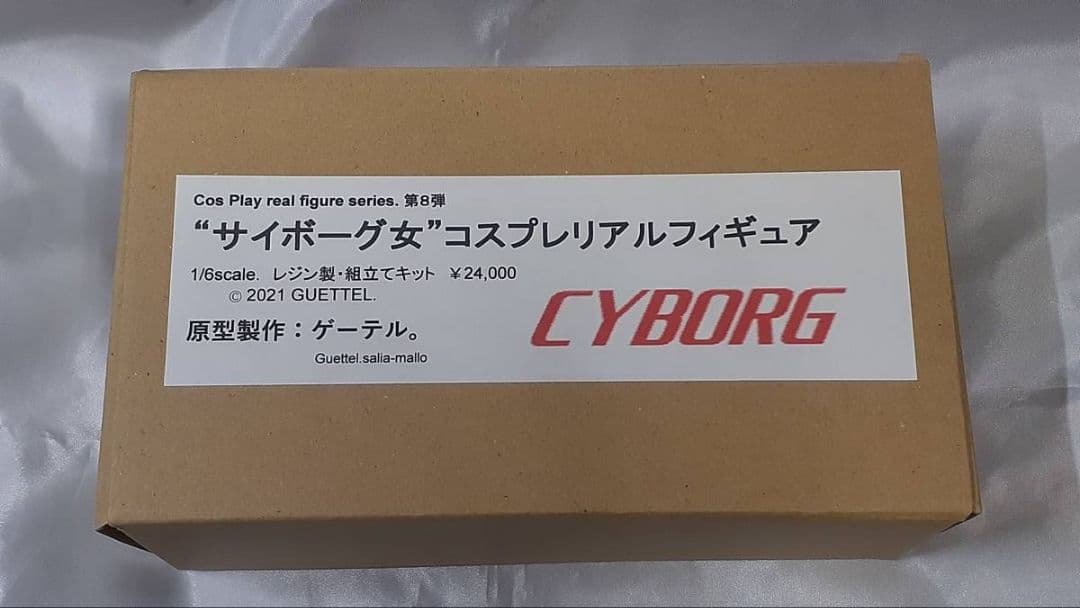 Cos Play real figure series. 第8弾
“サイボーグ女”コスプレリアルフィギュア
1/6scale. レジン製・組立てキット ￥24,000
© 2021 GUETTEL.
原型製作：ゲーテル。
Guettel.salia-mallo
CYBORG